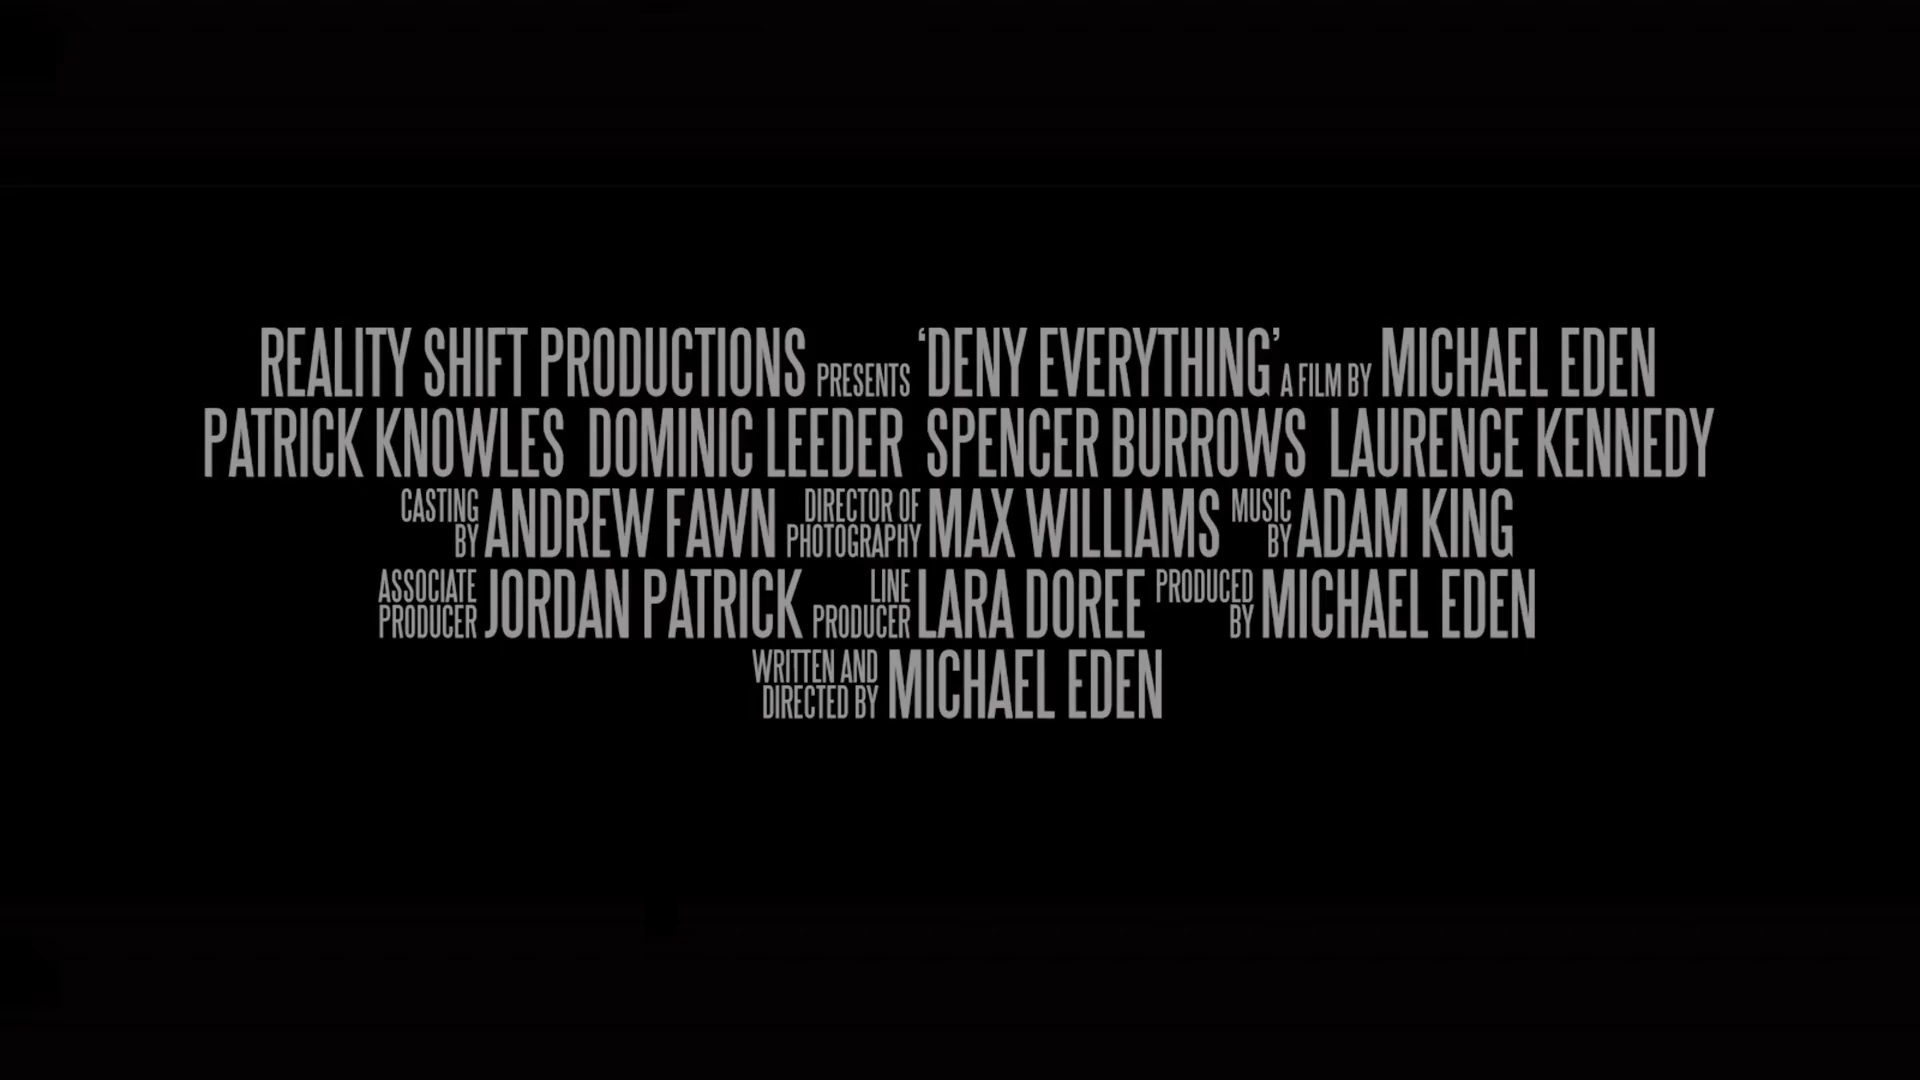 REALITY SHIFT PRODUCTIONS PRESENTS ‘DENY EVERYTHING’ A FILM BY MICHAEL EDEN
PATRICK KNOWLES DOMINIC LEEDER SPENCER BURROWS LAURENCE KENNEDY
CASTING BY ANDREW FAWN DIRECTOR OF PHOTOGRAPHY MAX WILLIAMS MUSIC BY ADAM KING
ASSOCIATE PRODUCER JORDAN PATRICK LINE PRODUCER LARA DOREE PRODUCED BY MICHAEL EDEN
WRITTEN AND DIRECTED BY MICHAEL EDEN